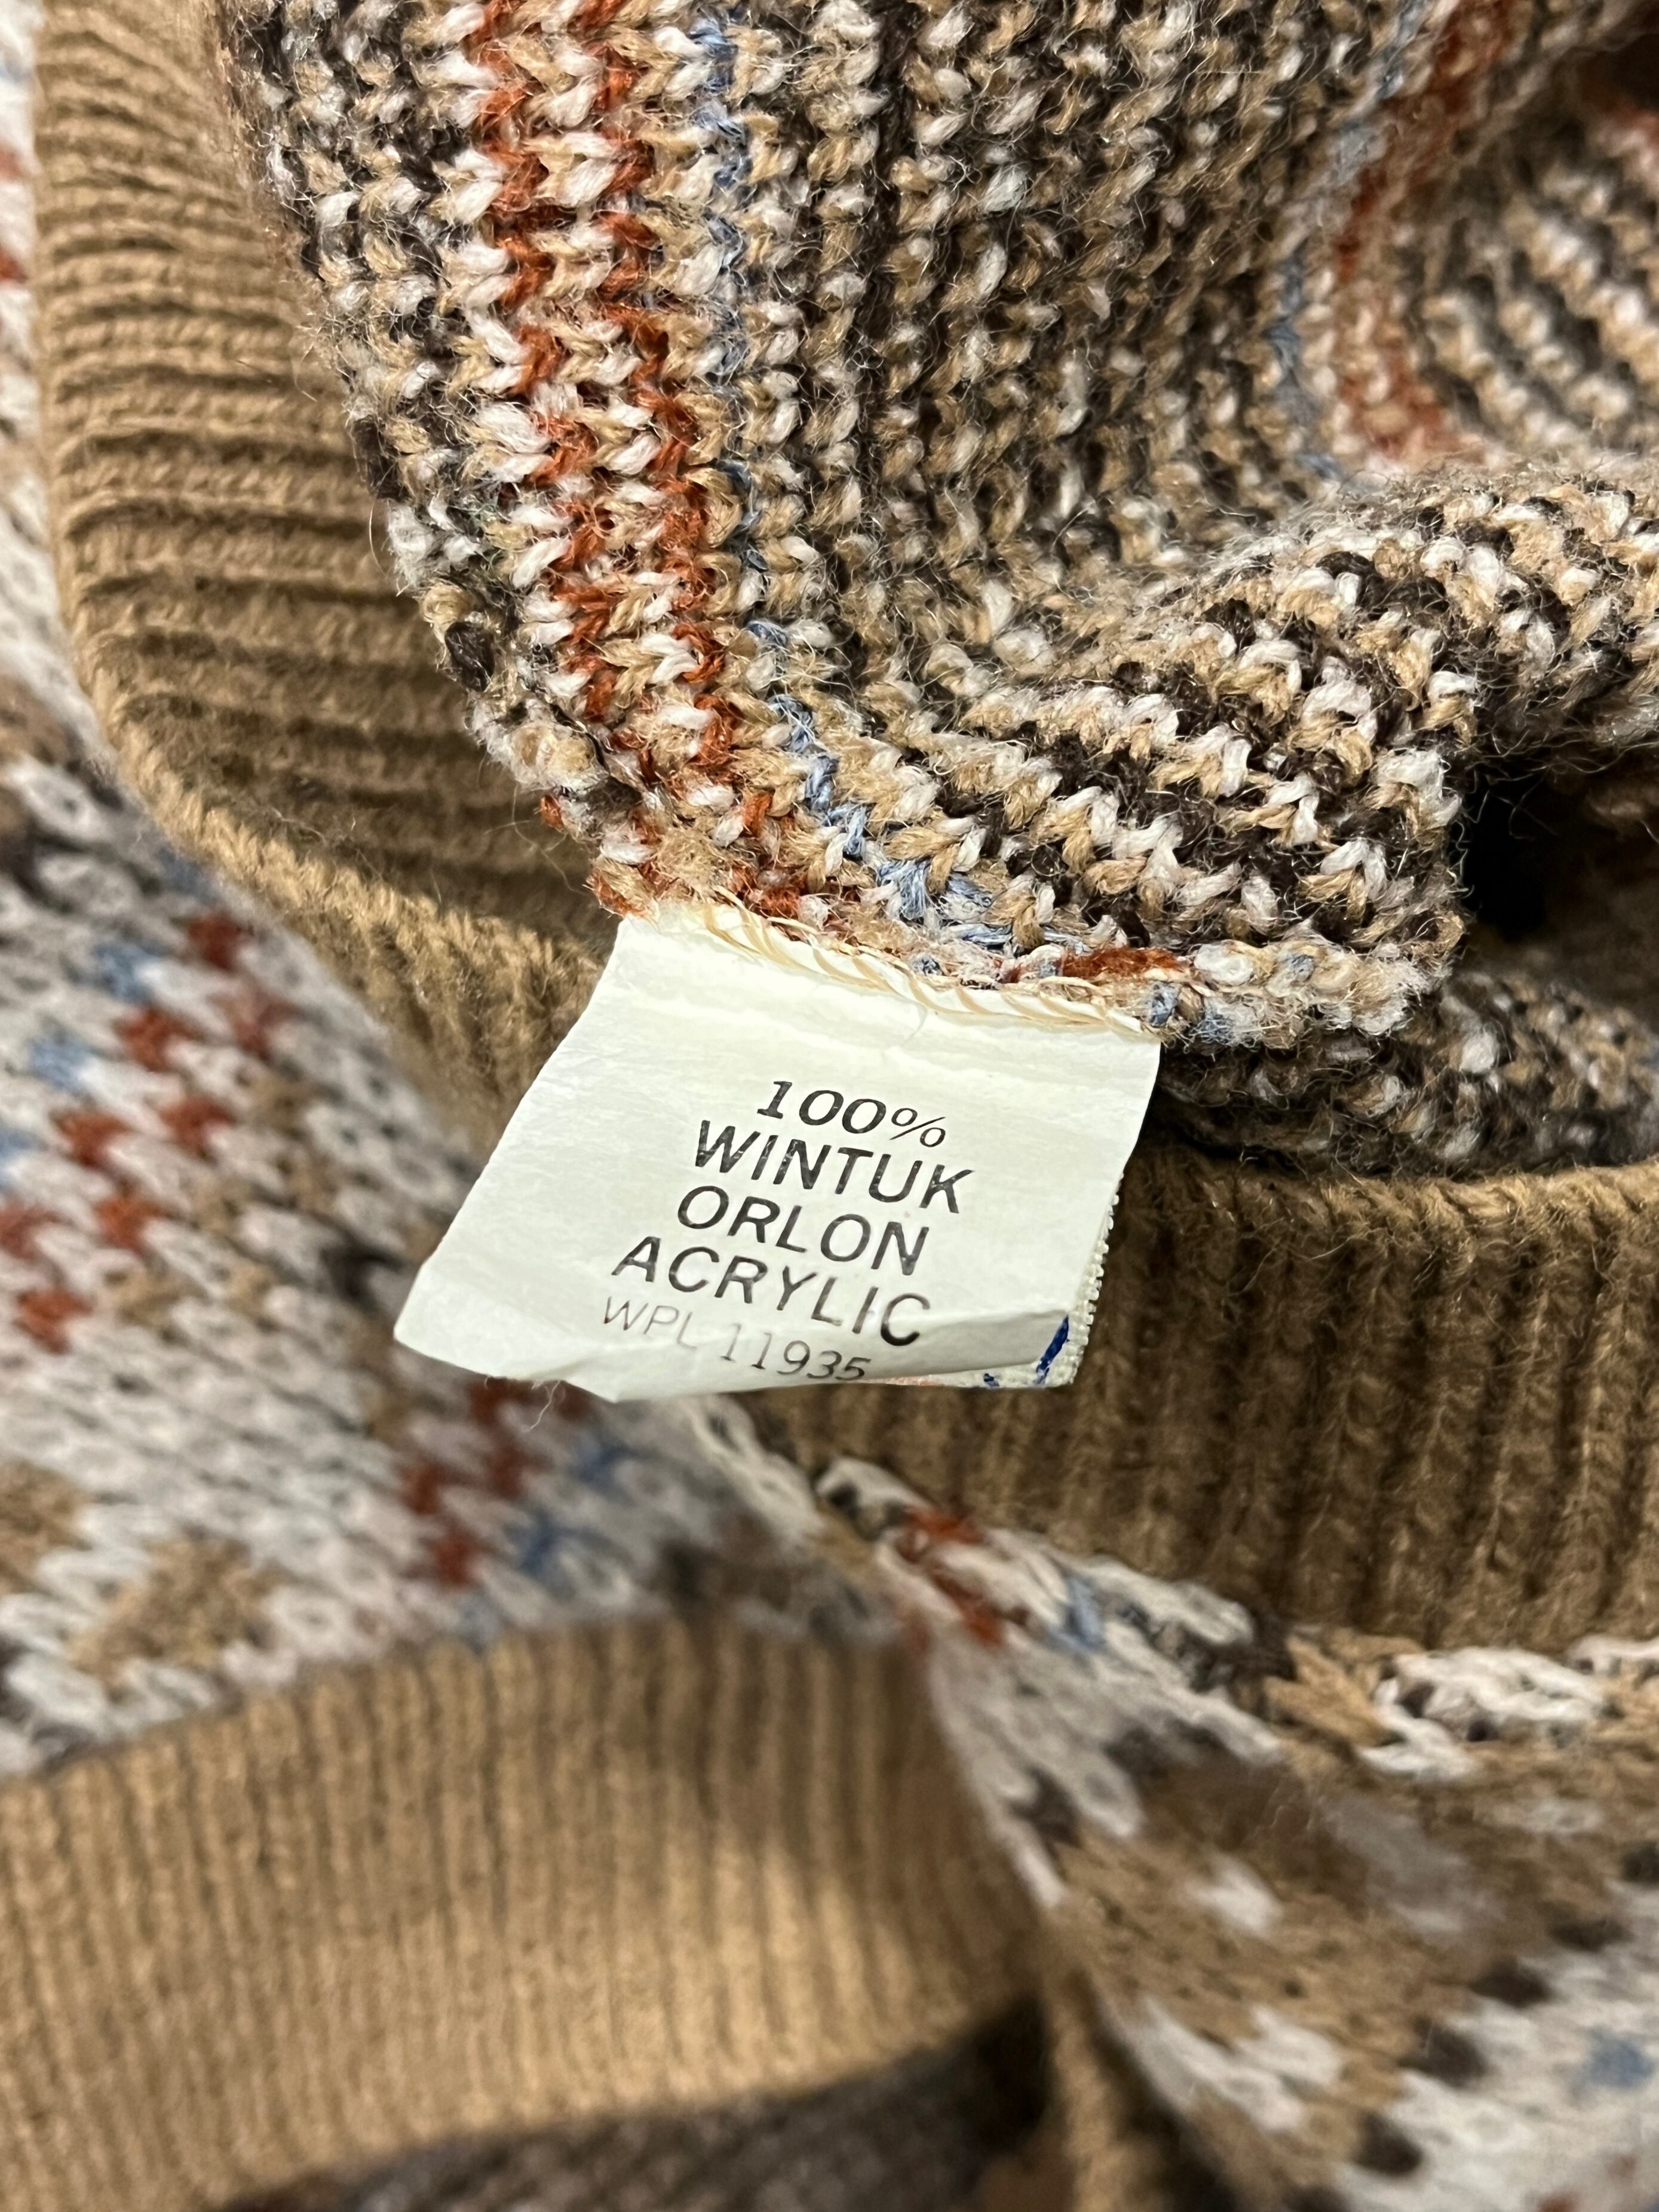 100%
WINTUK
ORLON
ACRYLIC
WPL 11935